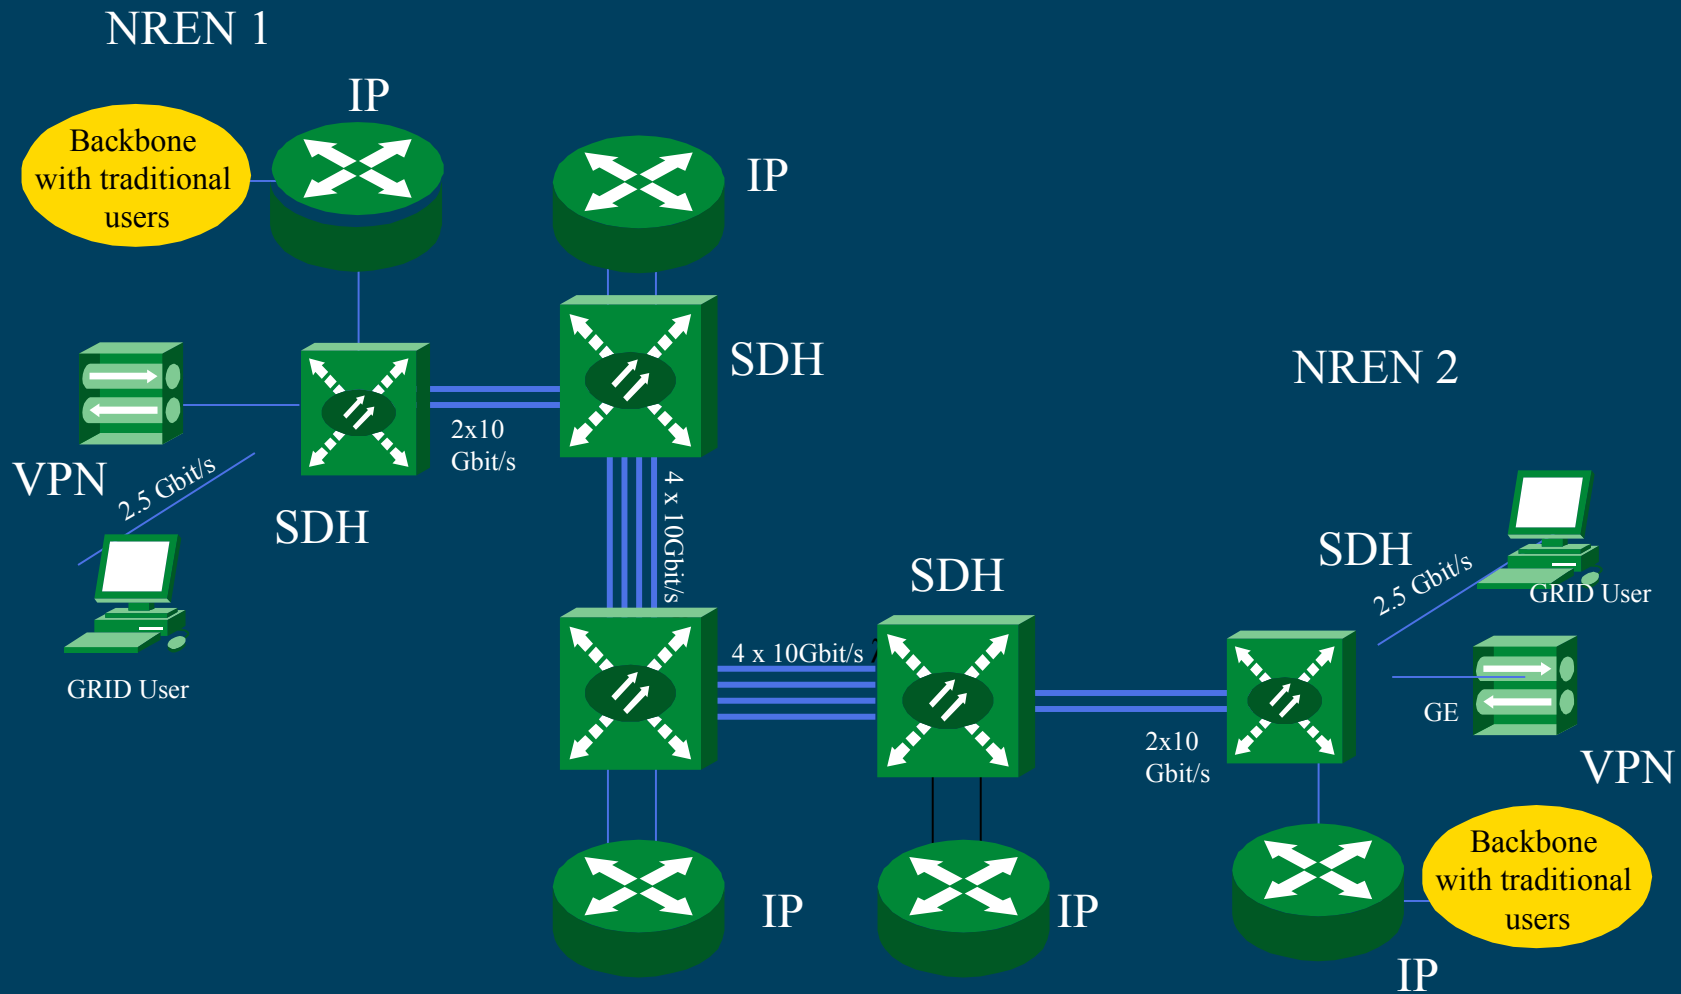 NREN 1
IP
Backbone
with traditional
users
IP
SDH
2x10
Gbit/s
VPN
2.5 Gbit/s
SDH
GRID User
4 x 10Gbit/s
NREN 2
SDH
4 x 10Gbit/s
SDH
2.5 Gbit/s
GRID User
GE
VPN
2x10
Gbit/s
IP
IP
Backbone
with traditional
users
IP